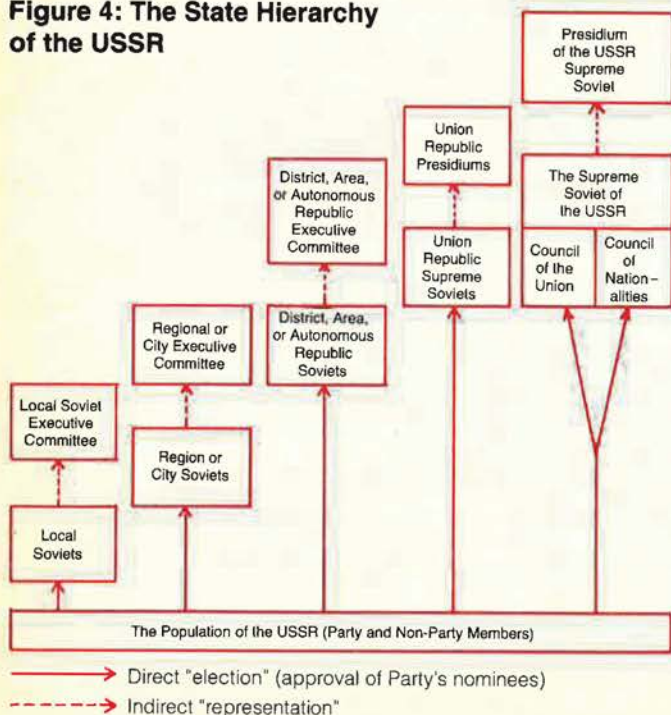 Figure 4: The State Hierarchy
of the USSR
Presidium
of the USSR
Supreme
Soviet
Union
Republic
Presidiums
District, Area,
or Autonomous
Republic
Executive
Committee
The Supreme
Soviet of
the USSR
Union
Republic
Supreme
Soviets
Council
of the
Union
Council
of
Nation-
alities
Regional or
City Executive
Committee
District, Area,
or Autonomous
Republic
Soviets
Local Soviet
Executive
Committee
Region or
City Soviets
Local
Soviets
The Population of the USSR (Party and Non-Party Members)
Direct "election" (approval of Party's nominees)
Indirect "representation"